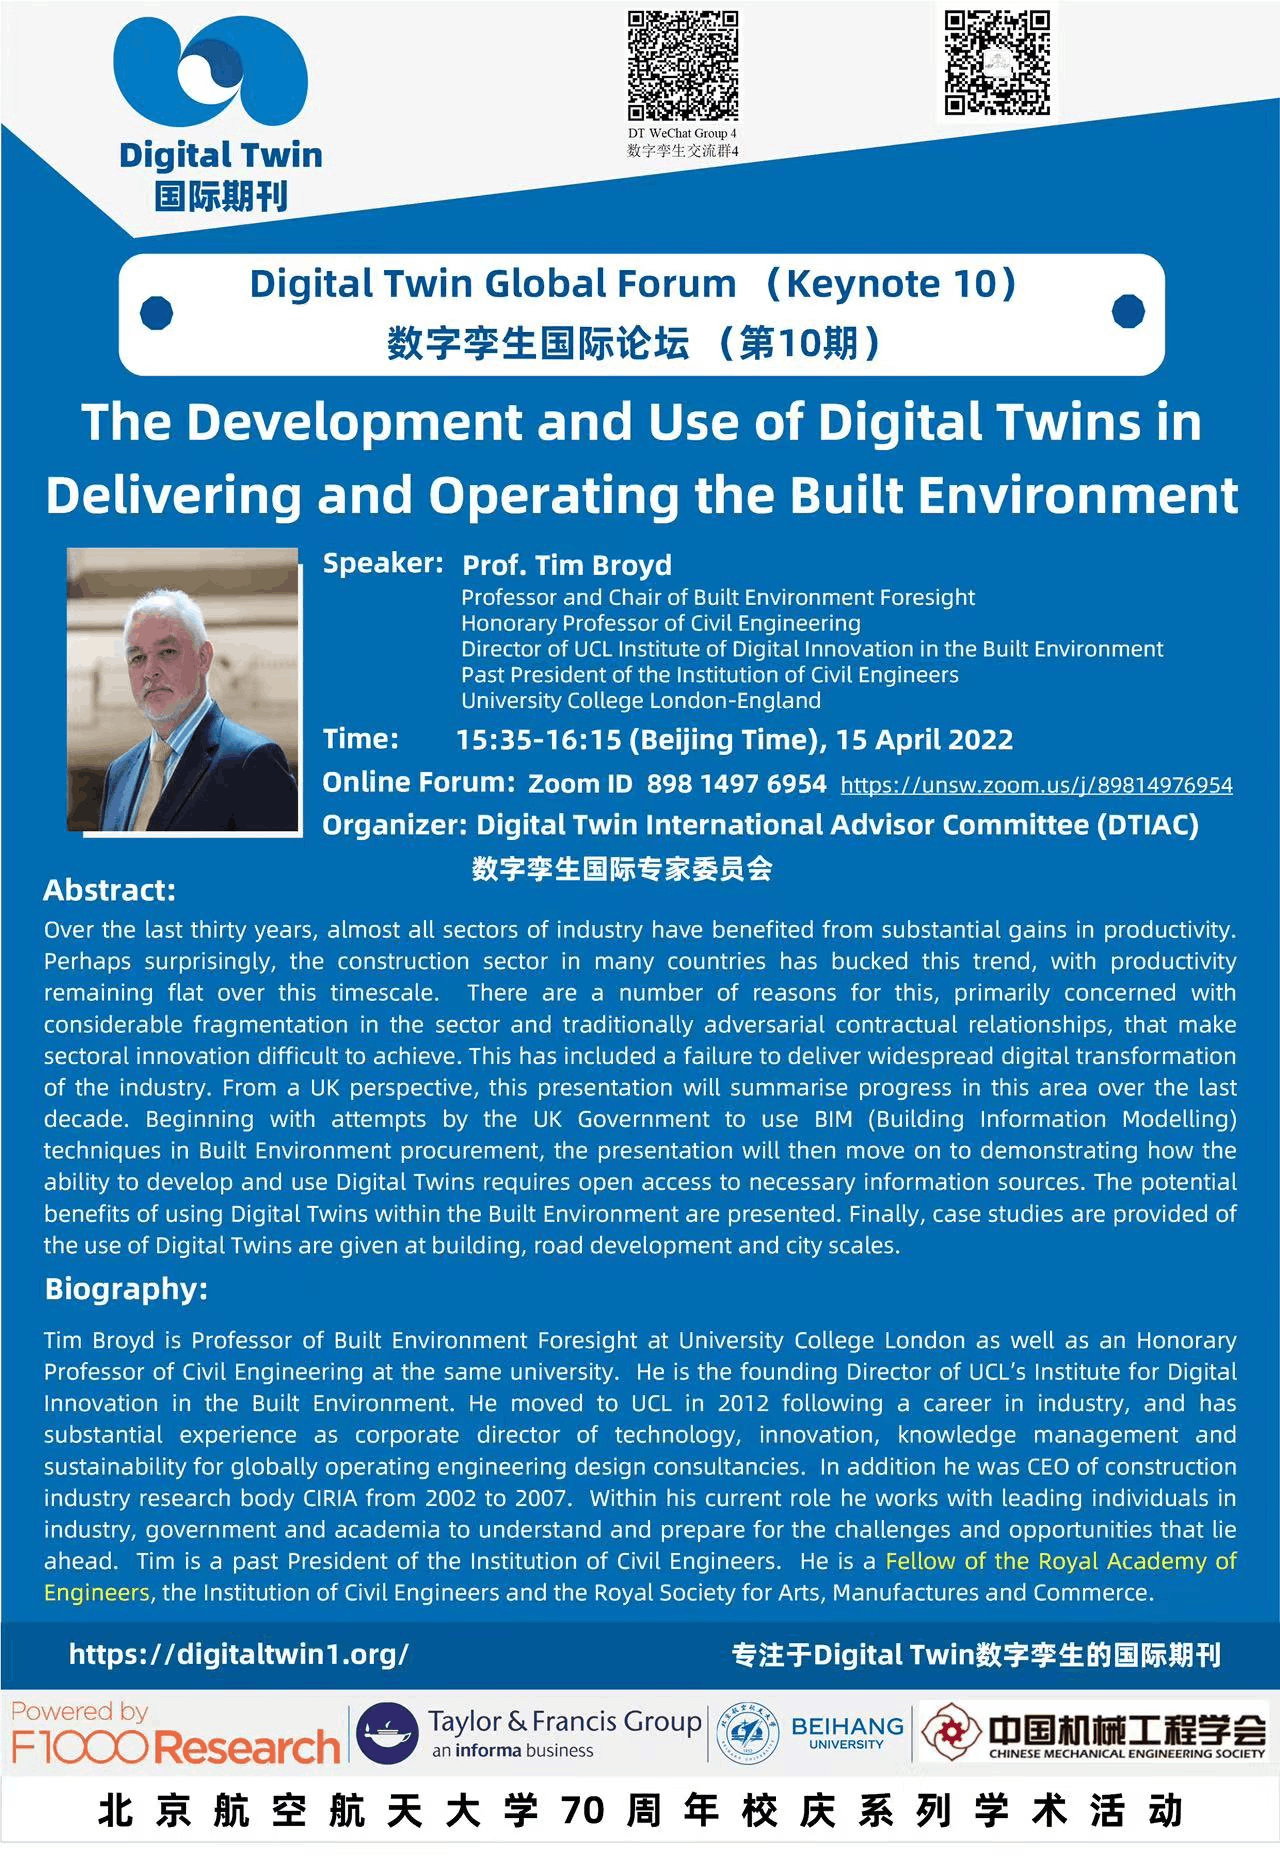 Digital Twin
国际期刊
DT WeChat Group 4
数字孪生交流群4
Digital Twin Global Forum （Keynote 10）
数字孪生国际论坛 （第10期）
The Development and Use of Digital Twins in
Delivering and Operating the Built Environment
Speaker: Prof. Tim Broyd
Professor and Chair of Built Environment Foresight
Honorary Professor of Civil Engineering
Director of UCL Institute of Digital Innovation in the Built Environment
Past President of the Institution of Civil Engineers
University College London-England
Time: 15:35-16:15 (Beijing Time), 15 April 2022
Online Forum: Zoom ID 898 1497 6954 https://unsw.zoom.us/j/89814976954
Organizer: Digital Twin International Advisor Committee (DTIAC)
数字孪生国际专家委员会
Abstract:
Over the last thirty years, almost all sectors of industry have benefited from substantial gains in productivity.
Perhaps surprisingly, the construction sector in many countries has bucked this trend, with productivity
remaining flat over this timescale. There are a number of reasons for this, primarily concerned with
considerable fragmentation in the sector and traditionally adversarial contractual relationships, that make
sectoral innovation difficult to achieve. This has included a failure to deliver widespread digital transformation
of the industry. From a UK perspective, this presentation will summarise progress in this area over the last
decade. Beginning with attempts by the UK Government to use BIM (Building Information Modelling)
techniques in Built Environment procurement, the presentation will then move on to demonstrating how the
ability to develop and use Digital Twins requires open access to necessary information sources. The potential
benefits of using Digital Twins within the Built Environment are presented. Finally, case studies are provided of
the use of Digital Twins are given at building, road development and city scales.
Biography:
Tim Broyd is Professor of Built Environment Foresight at University College London as well as an Honorary
Professor of Civil Engineering at the same university. He is the founding Director of UCL’s Institute for Digital
Innovation in the Built Environment. He moved to UCL in 2012 following a career in industry, and has
substantial experience as corporate director of technology, innovation, knowledge management and
sustainability for globally operating engineering design consultancies. In addition he was CEO of construction
industry research body CIRIA from 2002 to 2007. Within his current role he works with leading individuals in
industry, government and academia to understand and prepare for the challenges and opportunities that lie
ahead. Tim is a past President of the Institution of Civil Engineers. He is a Fellow of the Royal Academy of
Engineers, the Institution of Civil Engineers and the Royal Society for Arts, Manufactures and Commerce.
https://digitaltwin1.org/ 专注于Digital Twin数字孪生的国际期刊
Powered by
F1000Research
Taylor & Francis Group
an informa business
BEIHANG
UNIVERSITY
中国机械工程学会
CHINESE MECHANICAL ENGINEERING SOCIETY
北京航空航天大学70周年校庆系列学术活动